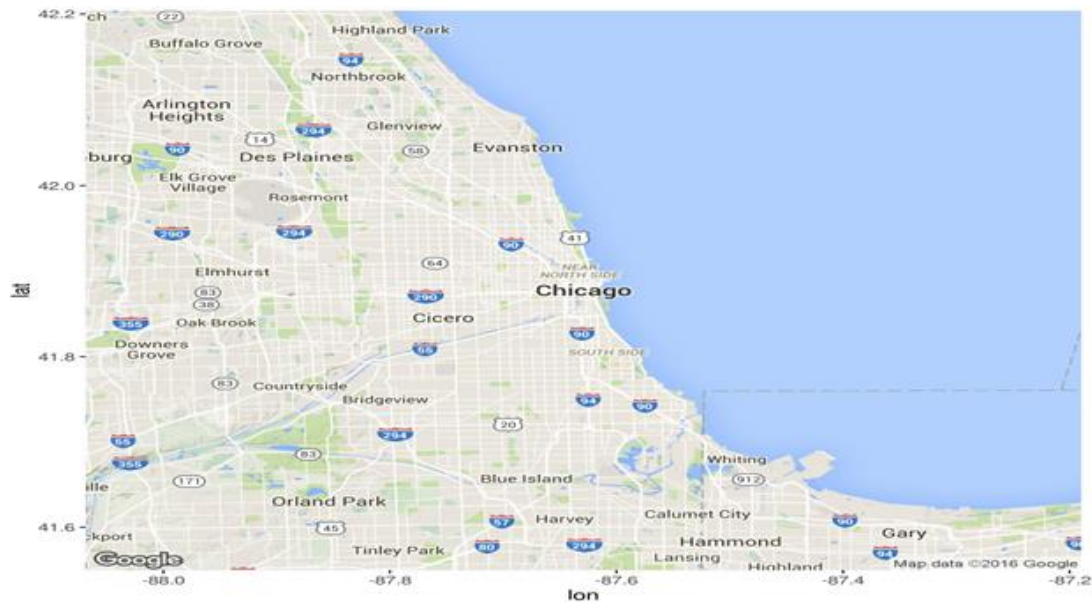 42.2
ch
22
Highland Park
Buffalo Grove
94
Northbrook
Arlington
Heights
14
294
Glenview
58
Evanston
90
burg
Des Plaines
42.0
Elk Grove
Village
Rosemont
290
294
90
41
64
NEAR
NORTH SIDE
Elmhurst
83
38
290
Chicago
355
Oak Brook
Cicero
90
Downers
Grove
55
SOUTH SIDE
41.8
lat
83
Countryside
Bridgeview
94
90
20
55
294
355
83
Whiting
171
ville
Blue Island
912
Orland Park
45
57
Harvey
Calumet City
90
Gary
41.6
ckport
Google
Tinley Park
80
294
Hammond
Lansing
94
Highland
Map data ©2016 Google
-88.0
-87.8
-87.6
-87.4
-87.2
lon